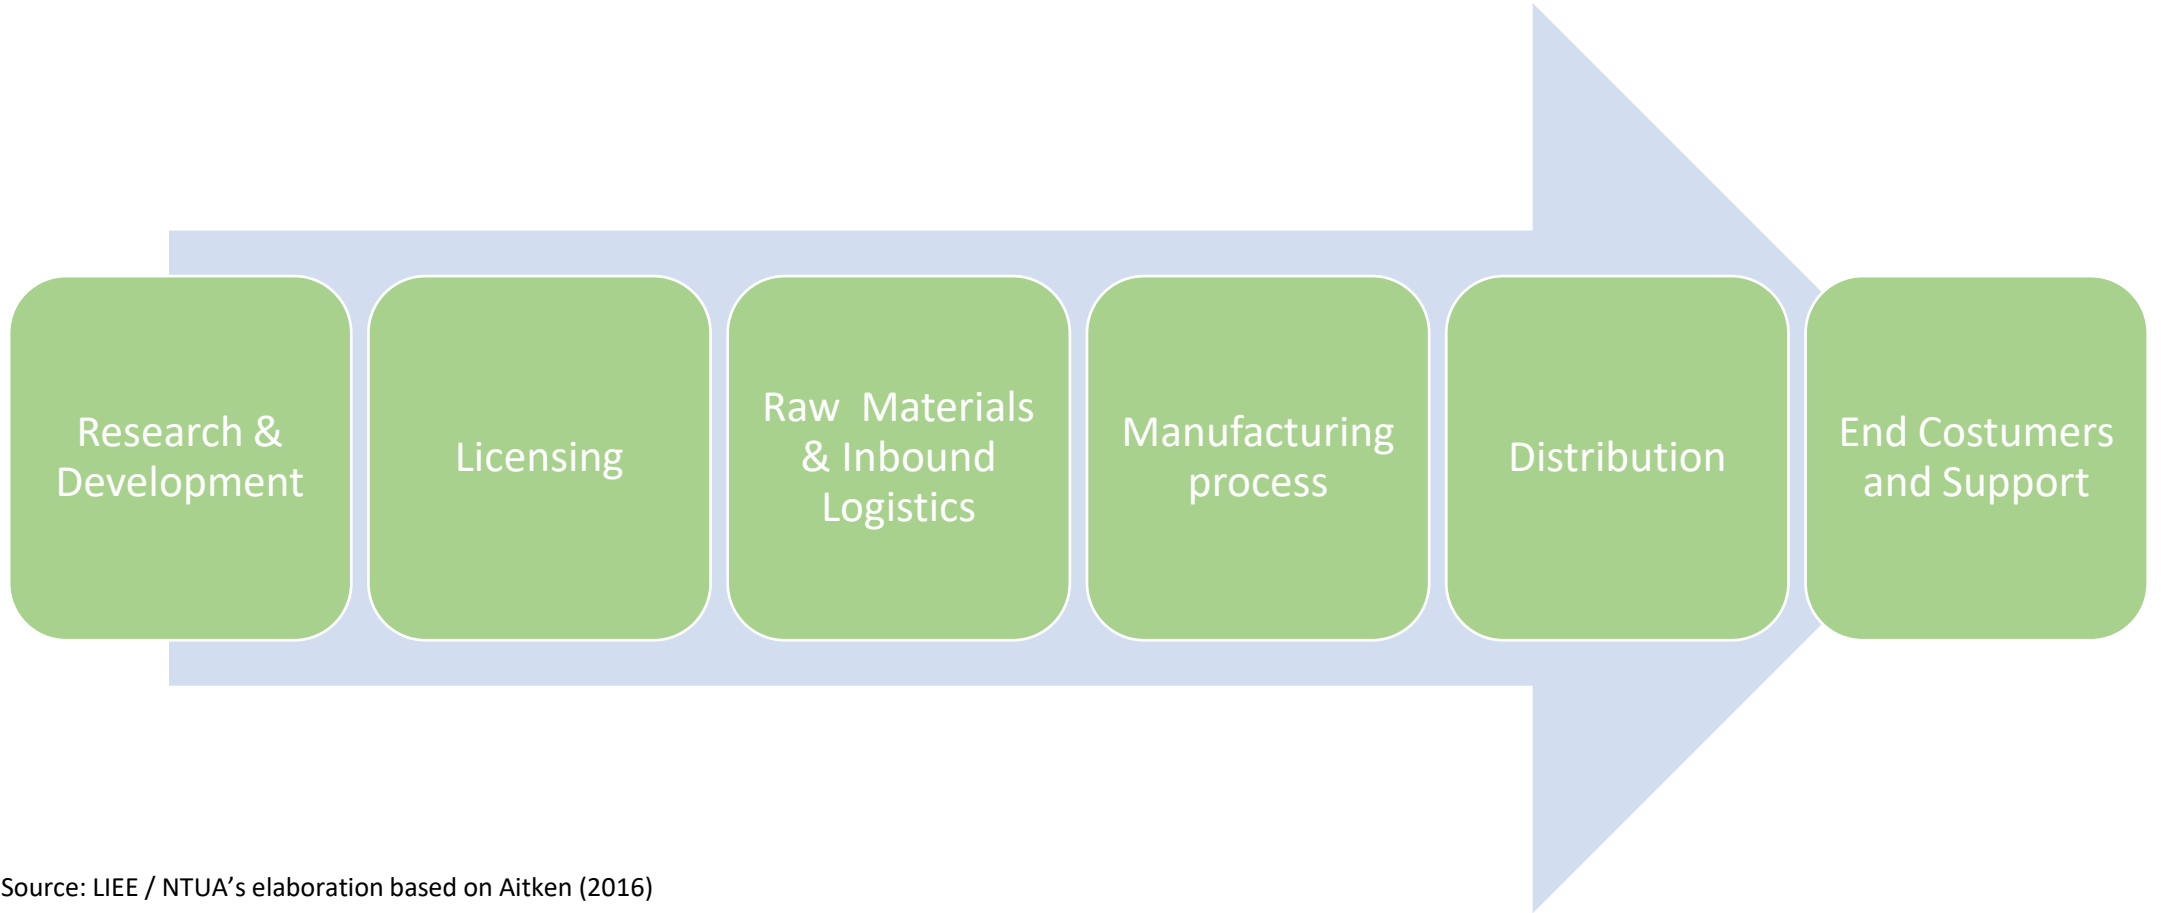 Research &
Development
Licensing
Raw  Materials
& Inbound
Logistics
Manufacturing
process
Distribution
End Costumers
and Support
Source: LIEE / NTUA’s elaboration based on Aitken (2016)